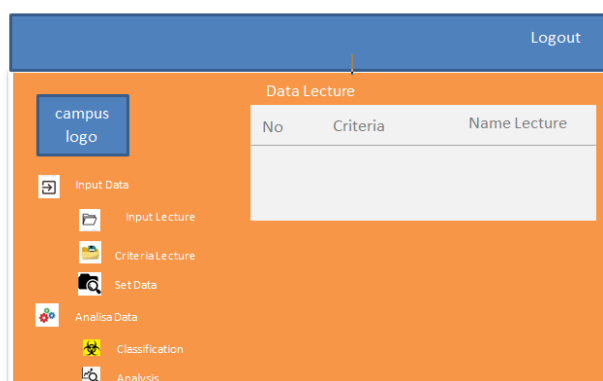 Logout
Data Lecture
campus
logo
No Criteria Name Lecture
Input Data
Input Lecture
Criteria Lecture
Set Data
Analisa Data
Classification
Analysis